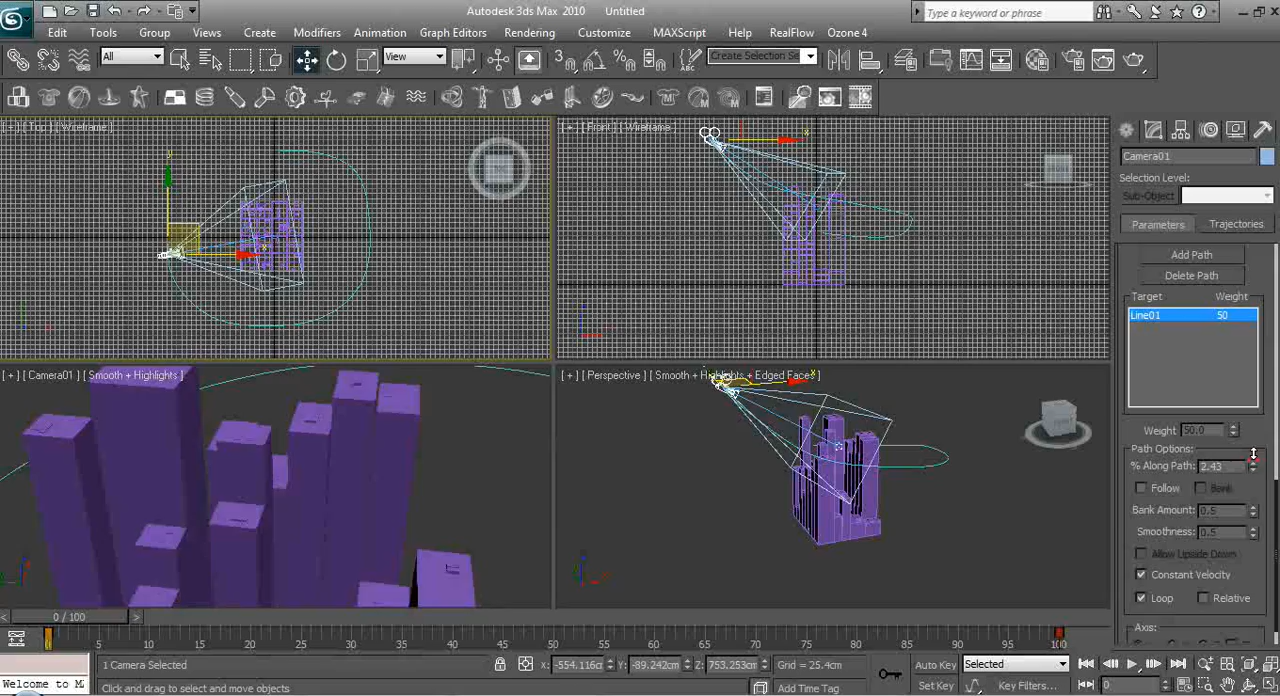 Autodesk 3ds Max 2010 Untitled
Type a keyword or phrase
Edit Tools Group Views Create Modifiers Animation Graph Editors Rendering Customize MAXScript Help RealFlow Ozone 4
All View Create Selection Se
[ + ] [ Top ] [ Wireframe ]
[ + ] [ Front ] [ Wireframe ]
Camera01
Selection Level:
Sub-Object
Parameters Trajectories
Add Path
Delete Path
Target Weight
Line01 50
[ + ] [ Camera01 ] [ Smooth + Highlights ]
[ + ] [ Perspective ] [ Smooth + Highlights + Edged Faces ]
Weight 50.0
Path Options:
% Along Path: 2.43
Follow Bank
Bank Amount: 0.5
Smoothness: 0.5
Allow Upside Down
Constant Velocity
Loop Relative
Axis:
0 / 100
0 5 10 15 20 25 30 35 40 45 50 55 60 65 70 75 80 85 90 95 100
1 Camera Selected X: -554.116cm Y: -89.242cm Z: 753.253cm Grid = 25.4cm Auto Key Selected
Welcome to M Click and drag to select and move objects Add Time Tag Set Key Key Filters... 0